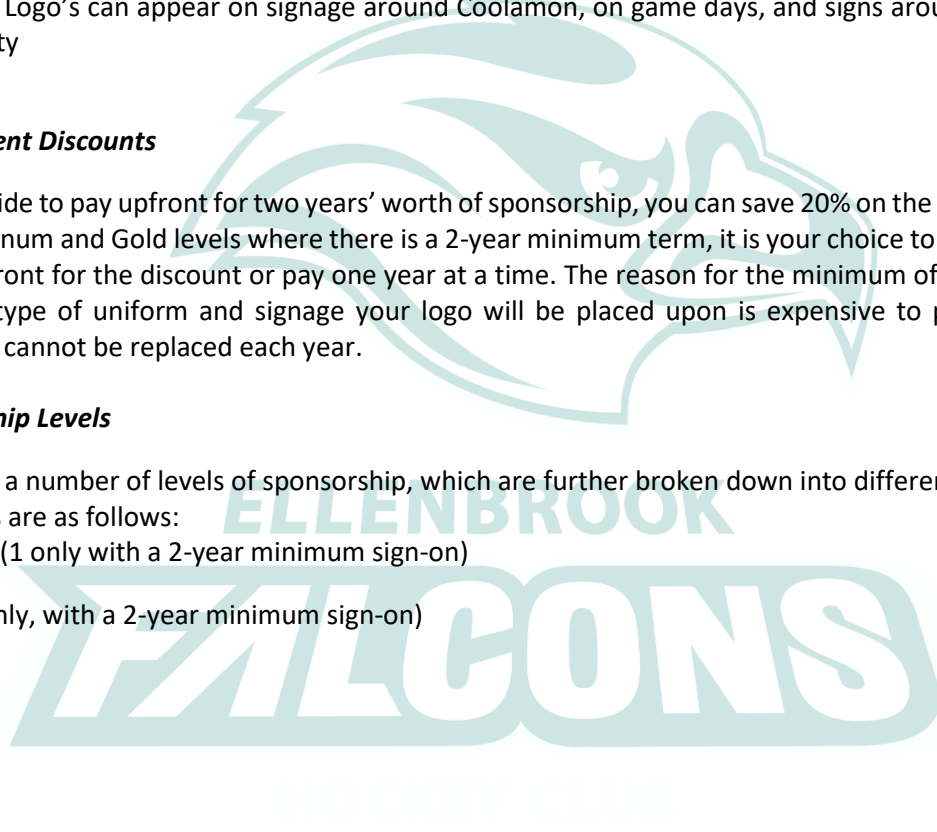 Logo's can appear on signage around Coolamon, on game days, and signs arou
ty
ent Discounts
ide to pay upfront for two years' worth of sponsorship, you can save 20% on the
num and Gold levels where there is a 2-year minimum term, it is your choice to
ront for the discount or pay one year at a time. The reason for the minimum of
type of uniform and signage your logo will be placed upon is expensive to p
cannot be replaced each year.
hip Levels
a number of levels of sponsorship, which are further broken down into differen
s are as follows:
ELLENBROOK
(1 only with a 2-year minimum sign-on)
nly, with a 2-year minimum sign-on)
FALCONS
HOCKEY CLUB